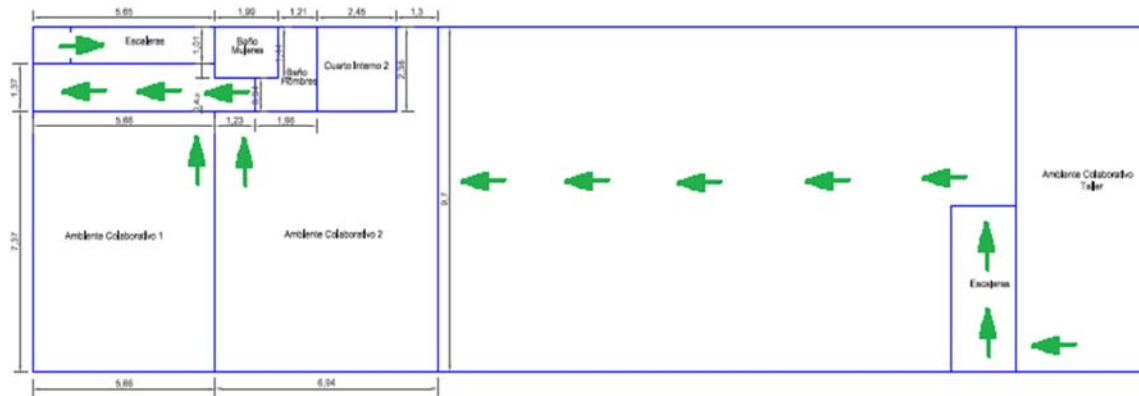 5,65 1,99 1,21 2,45 1,3
Escaleras
Baño
Mujeres
1,01
Baño
Hombres
Cuarto Interno 2
2,38
1,37
5,68 1,23 1,98
9,7
7,37
Ambiente Colaborativo 1
Ambiente Colaborativo 2
Ambiente Colaborativo
Taller
Escaleras
5,66 6,94